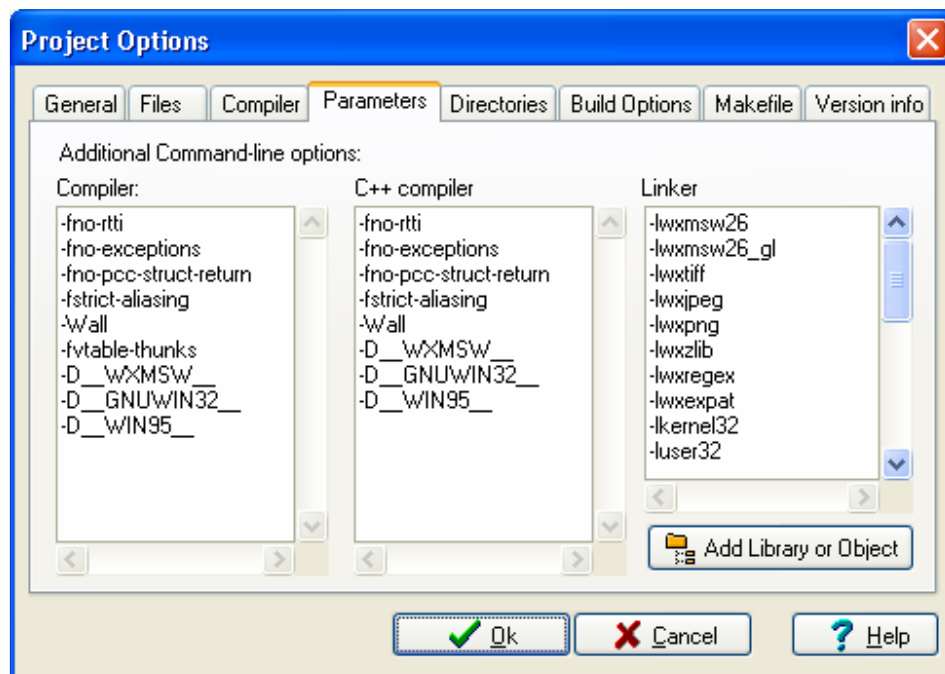 Project Options
General Files Compiler Parameters Directories Build Options Makefile Version info
Additional Command-line options:
Compiler:
-fno-rtti
-fno-exceptions
-fno-pcc-struct-return
-fstrict-aliasing
-Wall
-fvtable-thunks
-D__WXMSW__
-D__GNUWIN32__
-D__WIN95__
C++ compiler
-fno-rtti
-fno-exceptions
-fno-pcc-struct-return
-fstrict-aliasing
-Wall
-D__WXMSW__
-D__GNUWIN32__
-D__WIN95__
Linker
-lwxmsw26
-lwxmsw26_gl
-lwxtiff
-lwxjpeg
-lwxpng
-lwxzlib
-lwxregex
-lwxexpat
-lkernel32
-luser32
Add Library or Object
Ok Cancel Help